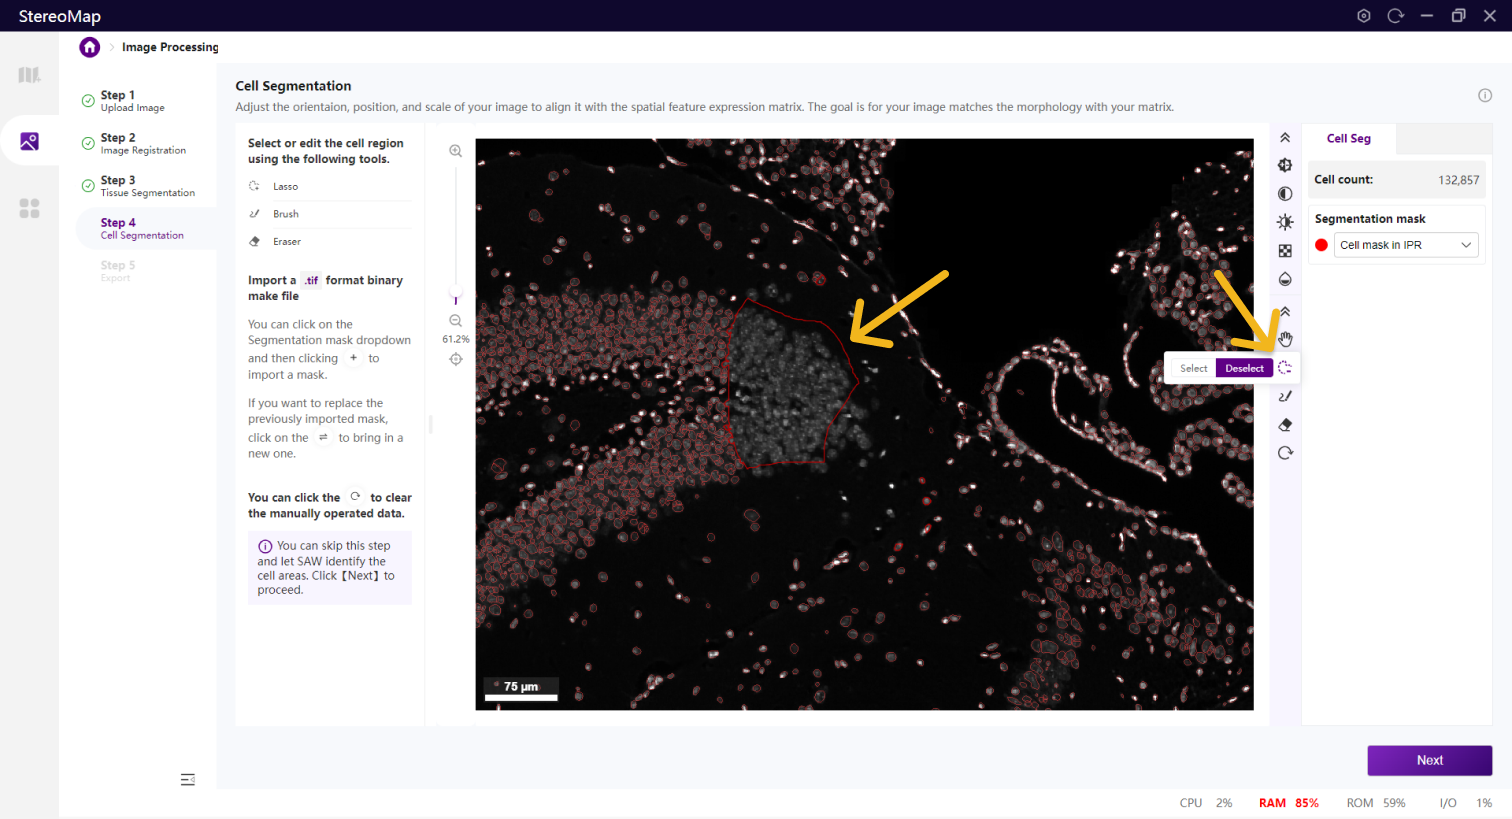 StereoMap
Image Processing
Step 1
Upload Image
Step 2
Image Registration
Step 3
Tissue Segmentation
Step 4
Cell Segmentation
Step 5
Export
Cell Segmentation
Adjust the orientaion, position, and scale of your image to align it with the spatial feature expression matrix. The goal is for your image matches the morphology with your matrix.
Select or edit the cell region
using the following tools.
Lasso
Brush
Eraser
Import a .tif format binary
make file
You can click on the
Segmentation mask dropdown
and then clicking + to
import a mask.
If you want to replace the
previously imported mask,
click on the ⇌ to bring in a
new one.
You can click the ⟳ to clear
the manually operated data.
You can skip this step
and let SAW identify the
cell areas. Click【Next】to
proceed.
61.2%
75 μm
Select Deselect
Cell Seg
Cell count: 132,857
Segmentation mask
Cell mask in IPR
Next
CPU 2% RAM 85% ROM 59% I/O 1%